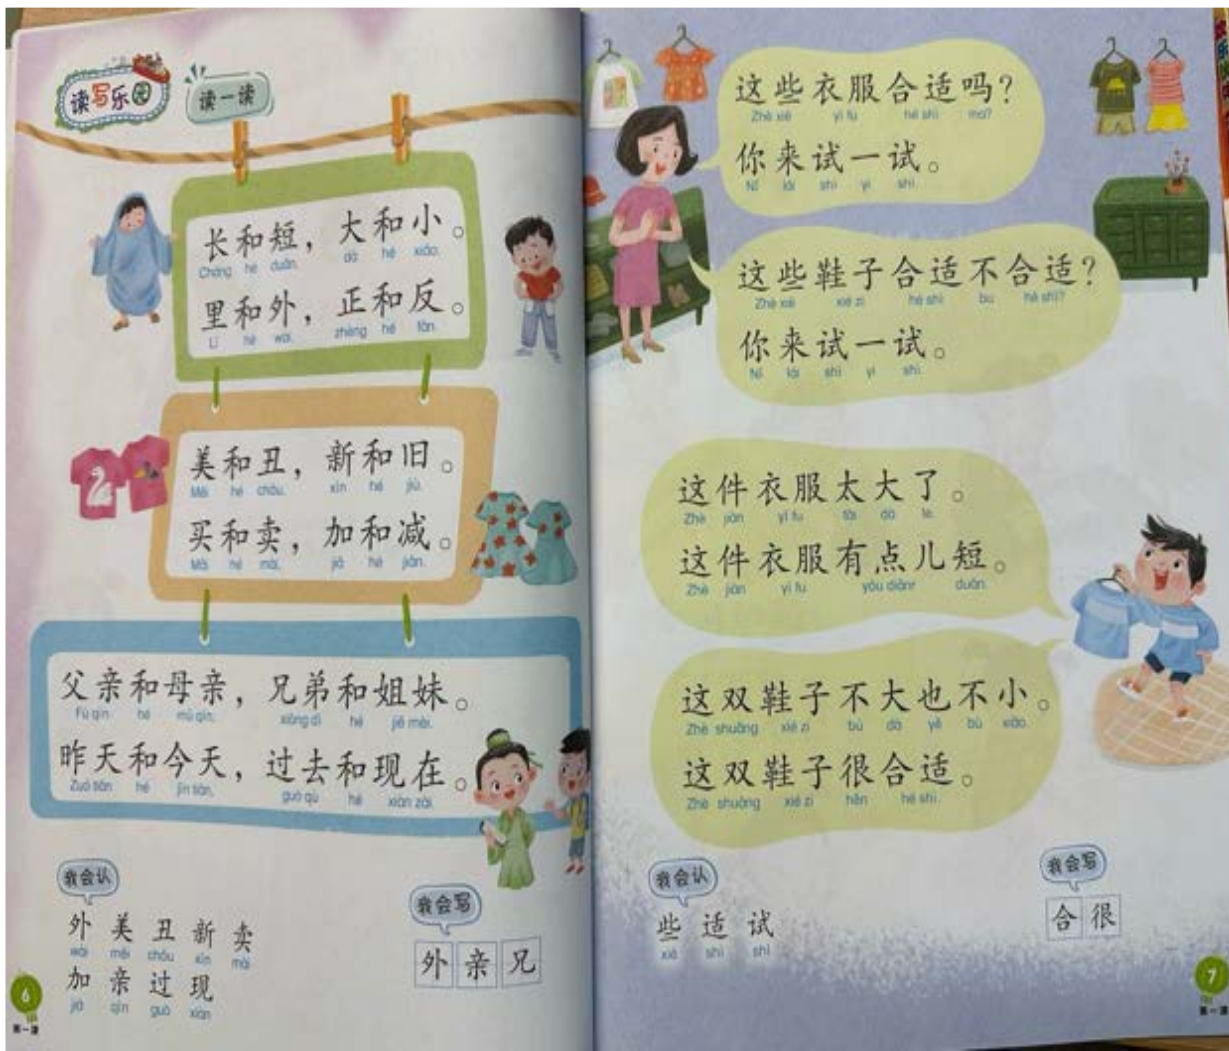 读写乐园
读一读
长和短，大和小。
Cháng hé duǎn, dà hé xiǎo.
里和外，正和反。
Lǐ hé wài, zhèng hé fǎn.
美和丑，新和旧。
Měi hé chǒu, xīn hé jiù.
买和卖，加和减。
Mǎi hé mài, jiā hé jiǎn.
父亲和母亲，兄弟和姐妹。
Fù qīn hé mǔ qīn, xiōng dì hé jiě mèi.
昨天和今天，过去和现在。
Zuó tiān hé jīn tiān, guò qù hé xiàn zài.
我会认
外 美 丑 新 卖
wài měi chǒu xīn mài
加 亲 过 现
jiā qīn guò xiàn
我会写
外 亲 兄
6
第一课
这些衣服合适吗？
Zhè xiē yī fu hé shì ma?
你来试一试。
Nǐ lái shì yi shì.
这些鞋子合适不合适？
Zhè xiē xié zi hé shì bu hé shì?
你来试一试。
Nǐ lái shì yi shì.
这件衣服太大了。
Zhè jiàn yī fu tài dà le.
这件衣服有点儿短。
Zhè jiàn yī fu yǒu diǎnr duǎn.
这双鞋子不大也不小。
Zhè shuāng xié zi bú dà yě bù xiǎo.
这双鞋子很合适。
Zhè shuāng xié zi hěn hé shì.
我会认
些 适 试
xiē shì shì
我会写
合 很
7
第一课